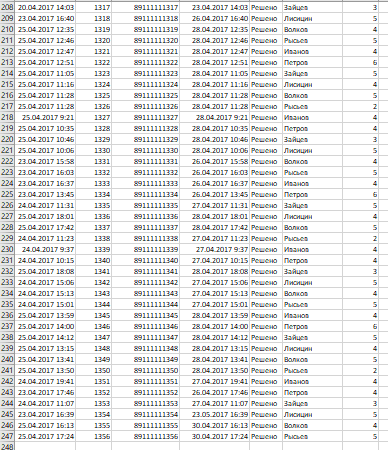 208 20.04.2017 14:03 1317 89111111317 23.04.2017 14:03 Решено Зайцев 3
209 23.04.2017 16:40 1318 89111111318 26.04.2017 16:40 Решено Лисицин 5
210 25.04.2017 12:35 1319 89111111319 28.04.2017 12:35 Решено Волков 4
211 25.04.2017 12:46 1320 89111111320 28.04.2017 12:46 Решено Рысьев 5
212 25.04.2017 12:47 1321 89111111321 28.04.2017 12:47 Решено Иванов 4
213 25.04.2017 12:51 1322 89111111322 28.04.2017 12:51 Решено Петров 6
214 25.04.2017 11:05 1323 89111111323 28.04.2017 11:05 Решено Зайцев 5
215 25.04.2017 11:16 1324 89111111324 28.04.2017 11:16 Решено Лисицин 4
216 25.04.2017 11:28 1325 89111111325 28.04.2017 11:28 Решено Волков 5
217 25.04.2017 11:28 1326 89111111326 28.04.2017 11:28 Решено Рысьев 2
218 25.04.2017 9:21 1327 89111111327 28.04.2017 9:21 Решено Иванов 4
219 25.04.2017 10:35 1328 89111111328 28.04.2017 10:35 Решено Петров 4
220 25.04.2017 10:46 1329 89111111329 28.04.2017 10:46 Решено Зайцев 3
221 25.04.2017 10:06 1330 89111111330 28.04.2017 10:06 Решено Лисицин 5
222 23.04.2017 15:58 1331 89111111331 26.04.2017 15:58 Решено Волков 4
223 23.04.2017 16:03 1332 89111111332 26.04.2017 16:03 Решено Рысьев 5
224 23.04.2017 16:37 1333 89111111333 26.04.2017 16:37 Решено Иванов 4
225 23.04.2017 13:45 1334 89111111334 26.04.2017 13:45 Решено Петров 6
226 24.04.2017 11:31 1335 89111111335 27.04.2017 11:31 Решено Зайцев 5
227 25.04.2017 18:01 1336 89111111336 28.04.2017 18:01 Решено Лисицин 4
228 25.04.2017 17:42 1337 89111111337 28.04.2017 17:42 Решено Волков 5
229 24.04.2017 11:23 1338 89111111338 27.04.2017 11:23 Решено Рысьев 2
230 24.04.2017 9:37 1339 89111111339 27.04.2017 9:37 Решено Иванов 4
231 24.04.2017 10:15 1340 89111111340 27.04.2017 10:15 Решено Петров 4
232 25.04.2017 18:08 1341 89111111341 28.04.2017 18:08 Решено Зайцев 3
233 24.04.2017 15:06 1342 89111111342 27.04.2017 15:06 Решено Лисицин 5
234 24.04.2017 15:13 1343 89111111343 27.04.2017 15:13 Решено Волков 4
235 24.04.2017 15:01 1344 89111111344 27.04.2017 15:01 Решено Рысьев 5
236 25.04.2017 13:59 1345 89111111345 28.04.2017 13:59 Решено Иванов 4
237 25.04.2017 14:00 1346 89111111346 28.04.2017 14:00 Решено Петров 6
238 25.04.2017 14:12 1347 89111111347 28.04.2017 14:12 Решено Зайцев 5
239 25.04.2017 13:15 1348 89111111348 28.04.2017 13:15 Решено Лисицин 4
240 25.04.2017 13:41 1349 89111111349 28.04.2017 13:41 Решено Волков 5
241 25.04.2017 13:50 1350 89111111350 28.04.2017 13:50 Решено Рысьев 2
242 24.04.2017 19:41 1351 89111111351 27.04.2017 19:41 Решено Иванов 4
243 23.04.2017 17:46 1352 89111111352 26.04.2017 17:46 Решено Петров 4
244 24.04.2017 11:07 1353 89111111353 27.04.2017 11:07 Решено Зайцев 3
245 23.04.2017 16:39 1354 89111111354 23.05.2017 16:39 Решено Лисицин 5
246 25.04.2017 16:13 1355 89111111355 30.04.2017 16:13 Решено Волков 4
247 25.04.2017 17:24 1356 89111111356 30.04.2017 17:24 Решено Рысьев 5
248